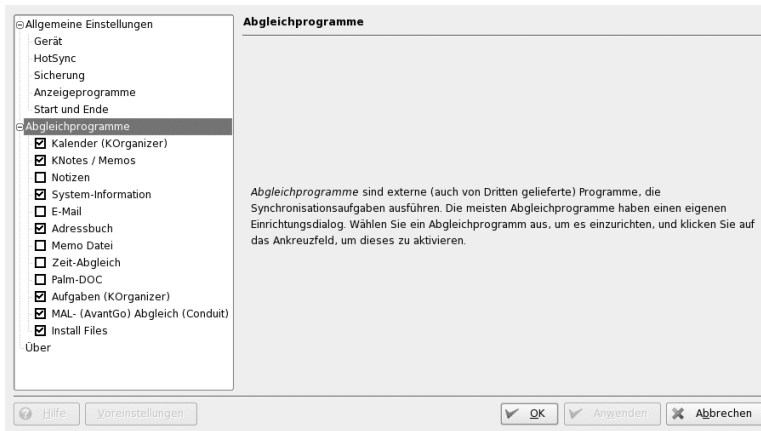 Allgemeine Einstellungen
Gerät
HotSync
Sicherung
Anzeigeprogramme
Start und Ende
Abgleichprogramme
Kalender (KOrganizer)
KNotes / Memos
Notizen
System-Information
E-Mail
Adressbuch
Memo Datei
Zeit-Abgleich
Palm-DOC
Aufgaben (KOrganizer)
MAL- (AvantGo) Abgleich (Conduit)
Install Files
Über
Abgleichprogramme
Abgleichprogramme sind externe (auch von Dritten gelieferte) Programme, die
Synchronisationsaufgaben ausführen. Die meisten Abgleichprogramme haben einen eigenen
Einrichtungsdialog. Wählen Sie ein Abgleichprogramm aus, um es einzurichten, und klicken Sie auf
das Ankreuzfeld, um dieses zu aktivieren.
Hilfe
Voreinstellungen
OK
Anwenden
Abbrechen